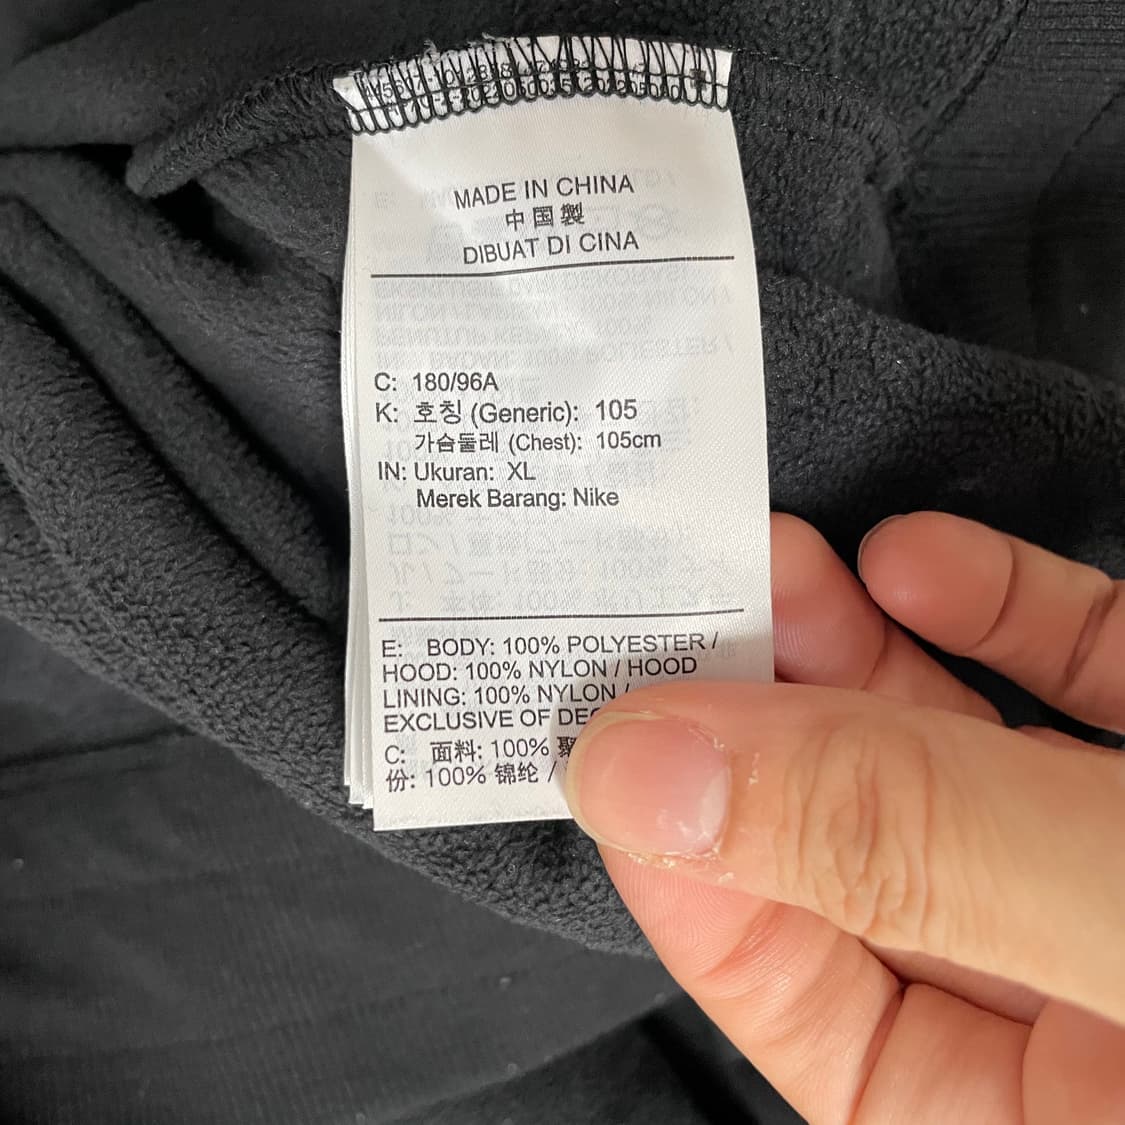 MADE IN CHINA
中国製
DIBUAT DI CINA
C: 180/96A
K: 호칭 (Generic): 105
가슴둘레 (Chest): 105cm
IN: Ukuran: XL
Merek Barang: Nike
E: BODY: 100% POLYESTER /
HOOD: 100% NYLON / HOOD
LINING: 100% NYLON /
EXCLUSIVE OF
C: 面料: 100%
份: 100% 锦纶 /